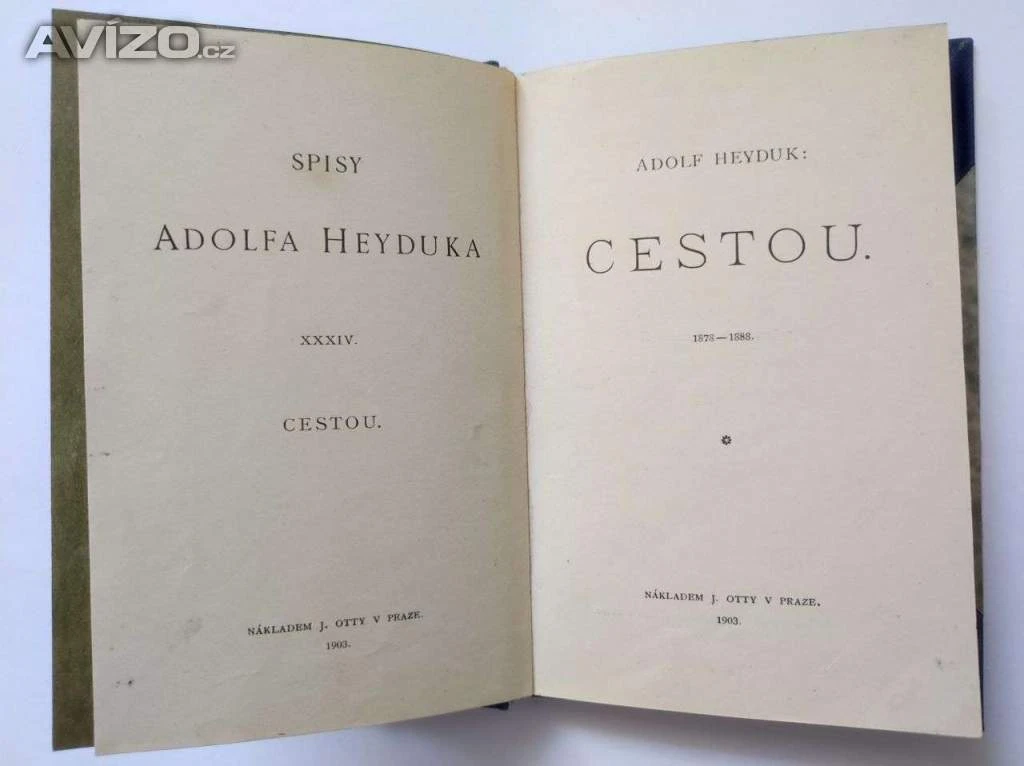 AVÍZO.cz
SPISY
ADOLFA HEYDUKA
XXXIV.
CESTOU.
NÁKLADEM J. OTTY V PRAZE.
1903.
ADOLF HEYDUK:
CESTOU.
1878—1888.
NÁKLADEM J. OTTY V PRAZE.
1903.